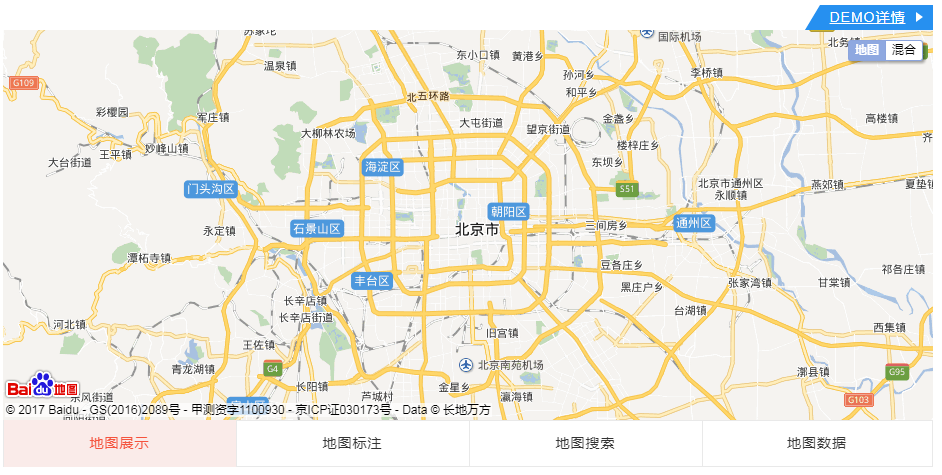 DEMO详情
苏家坨
国际机场
北务镇
地图 混合
温泉镇
东小口镇
黄港乡
孙河乡
李桥镇
G109
和平乡
北五环路
彩樱园
军庄镇
大柳林农场
大屯街道
望京街道
金盏乡
高楼镇
齐
楼梓庄乡
王平镇
妙峰山镇
大台街道
东坝乡
海淀区
门头沟区
S51
北京市通州区
永顺镇
燕郊镇
夏垫镇
朝阳区
永定镇
石景山区
北京市
三间房乡
通州区
潭柘寺镇
豆各庄乡
祁各庄镇
丰台区
黑庄户乡
张家湾镇
甘棠镇
长辛店镇
长辛店街道
台湖镇
河北镇
旧宫镇
西集镇
王佐镇
青龙湖镇
G4
北京南苑机场
漷县镇
G95
长阳镇
金星乡
Bai du 地图
东风街道
芦城村
瀛海镇
G103
© 2017 Baidu - GS(2016)2089号 - 甲测资字1100930 - 京ICP证030173号 - Data © 长地万方
地图展示
地图标注
地图搜索
地图数据